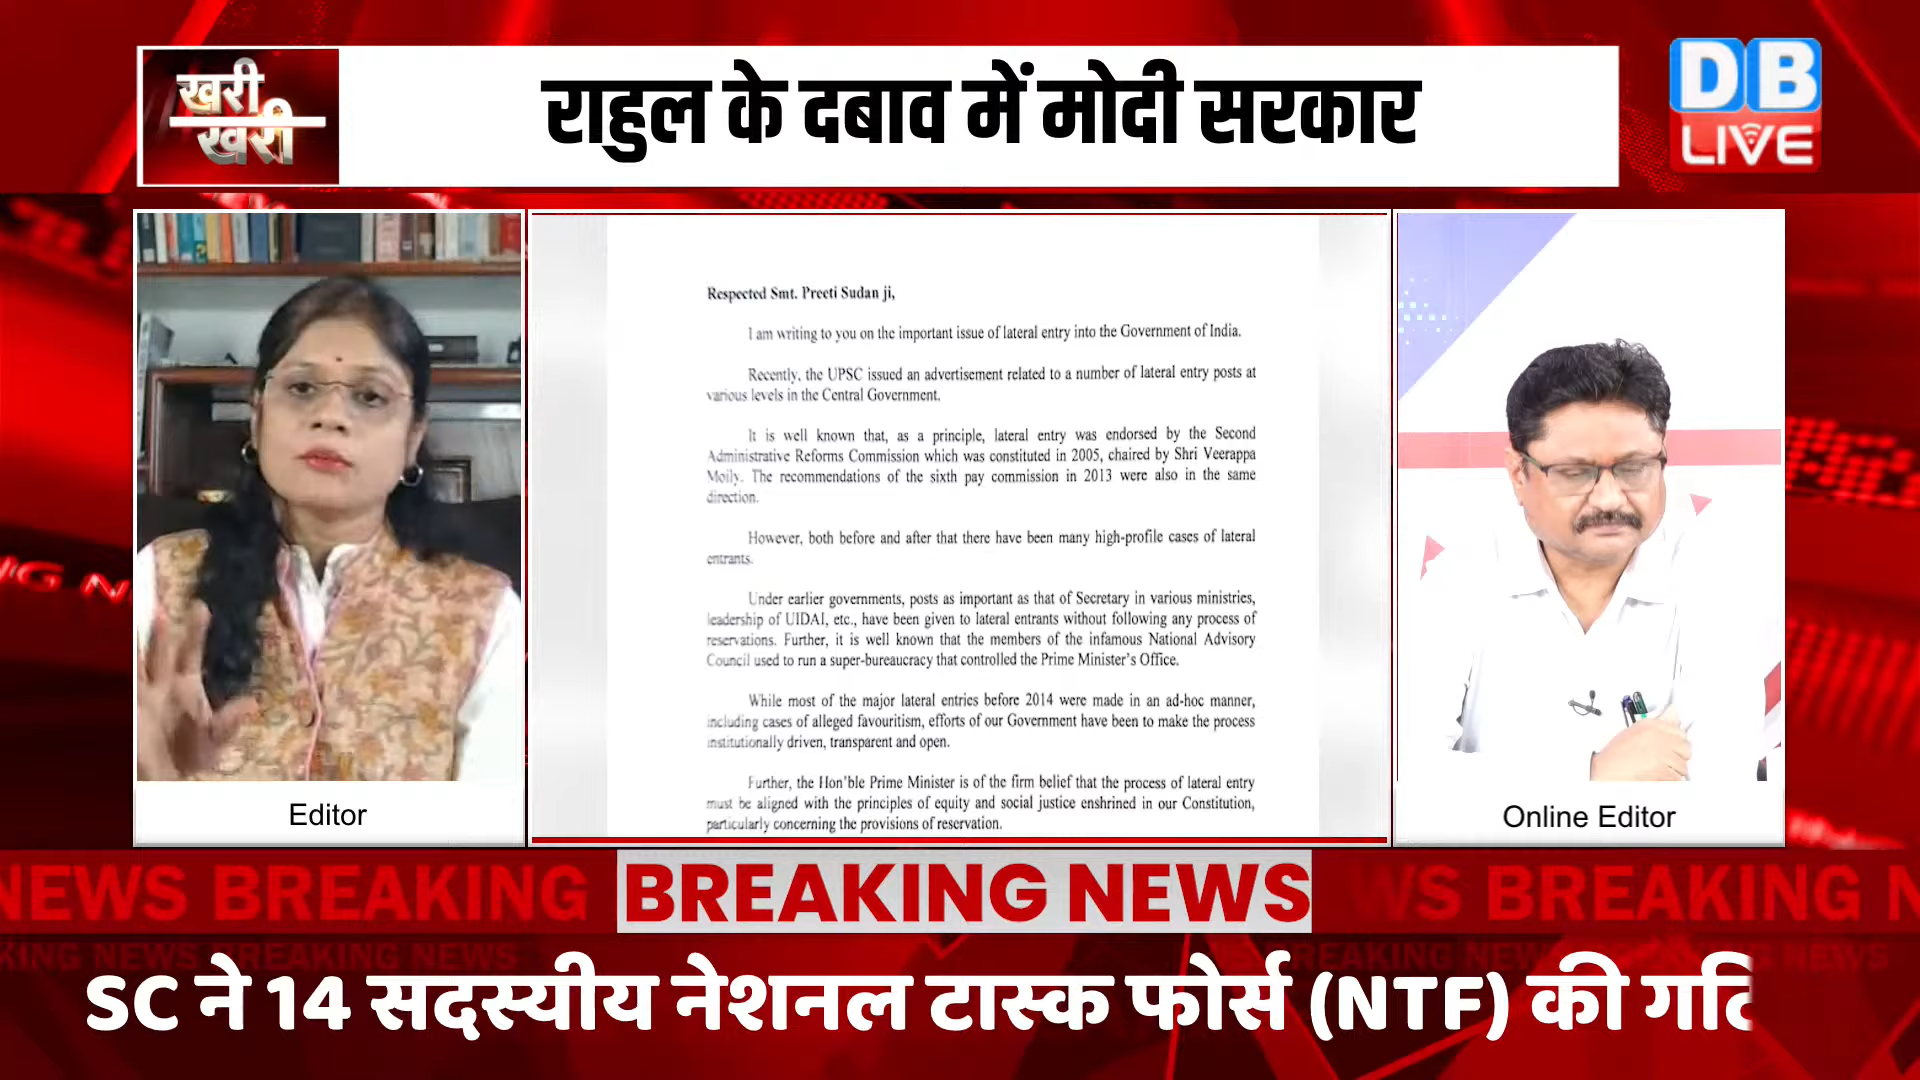 खरी
खरी
राहुल के दबाव में मोदी सरकार
DB
LIVE
Respected Smt. Preeti Sudan ji,
I am writing to you on the important issue of lateral entry into the Government of India.
Recently, the UPSC issued an advertisement related to a number of lateral entry posts at
various levels in the Central Government.
It is well known that, as a principle, lateral entry was endorsed by the Second
Administrative Reforms Commission which was constituted in 2005, chaired by Shri Veerappa
Moily. The recommendations of the sixth pay commission in 2013 were also in the same
direction.
However, both before and after that there have been many high-profile cases of lateral
entrants.
Under earlier governments, posts as important as that of Secretary in various ministries,
leadership of UIDAI, etc., have been given to lateral entrants without following any process of
reservations. Further, it is well known that the members of the infamous National Advisory
Council used to run a super-bureaucracy that controlled the Prime Minister's Office.
While most of the major lateral entries before 2014 were made in an ad-hoc manner,
including cases of alleged favouritism, efforts of our Government have been to make the process
institutionally driven, transparent and open.
Further, the Hon'ble Prime Minister is of the firm belief that the process of lateral entry
must be aligned with the principles of equity and social justice enshrined in our Constitution,
particularly concerning the provisions of reservation.
Editor
Online Editor
NEWS BREAKING BREAKING NEWS WS BREAKING N
KING NEWS BREAKING NEWS BREAKING NEWS BREAKING NEWS
SC ने 14 सदस्यीय नेशनल टास्क फोर्स (NTF) की